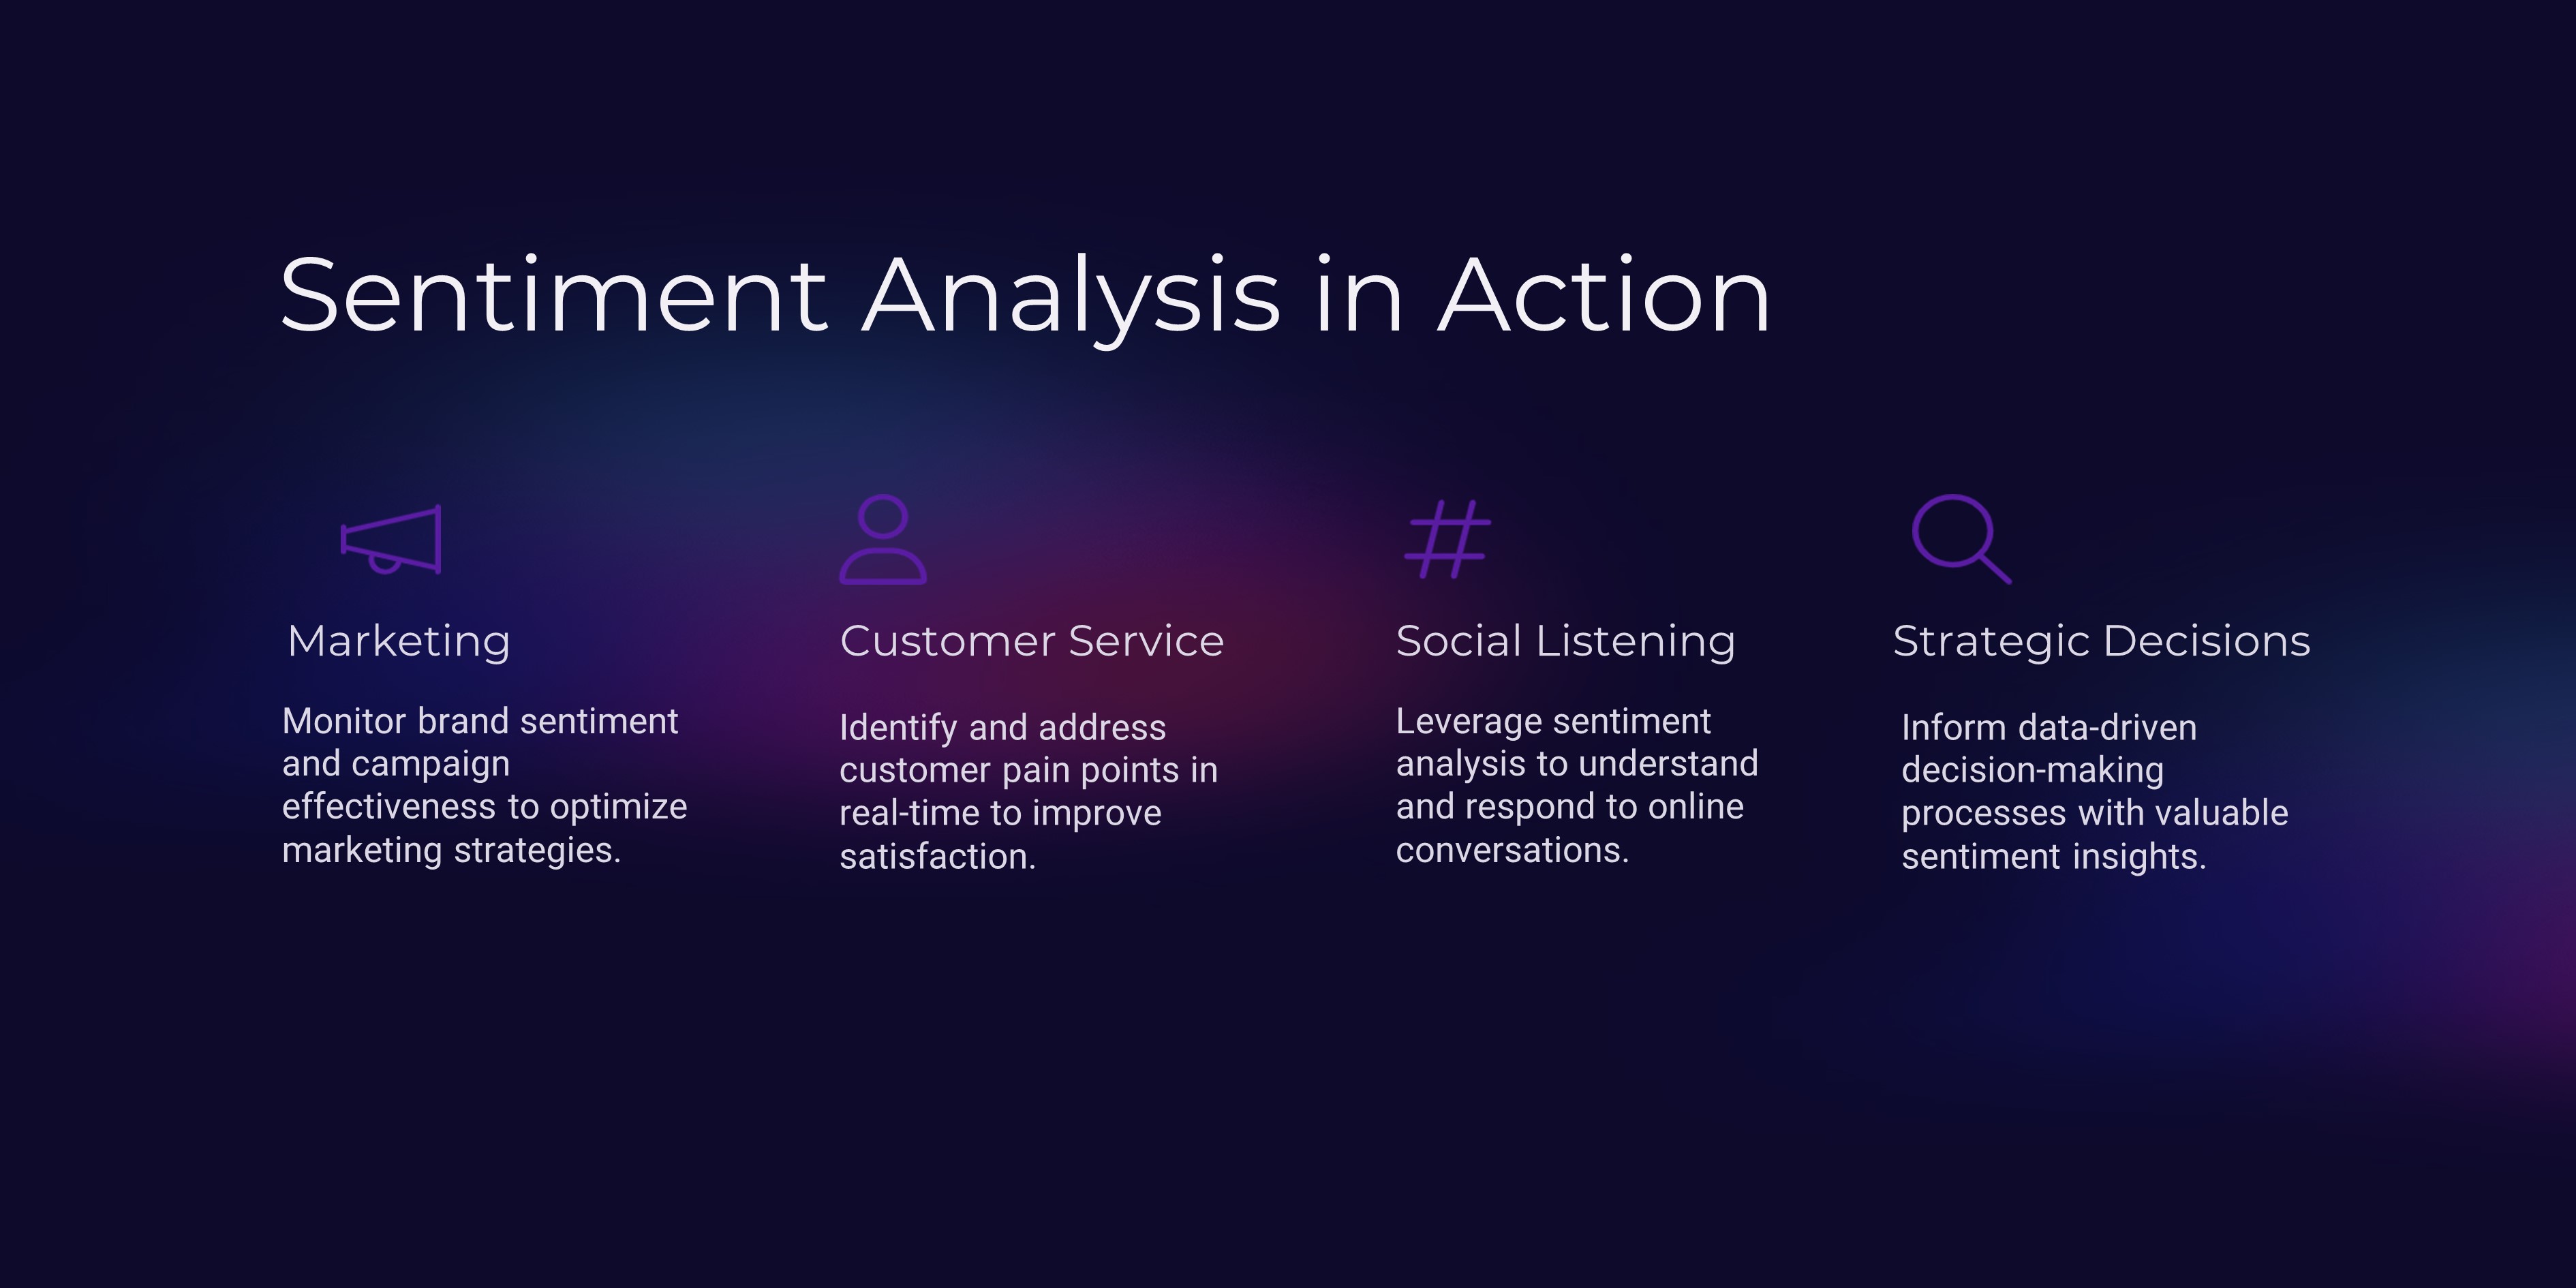 Sentiment Analysis in Action
Marketing
Monitor brand sentiment
and campaign
effectiveness to optimize
marketing strategies.
Customer Service
Identify and address
customer pain points in
real-time to improve
satisfaction.
Social Listening
Leverage sentiment
analysis to understand
and respond to online
conversations.
Strategic Decisions
Inform data-driven
decision-making
processes with valuable
sentiment insights.